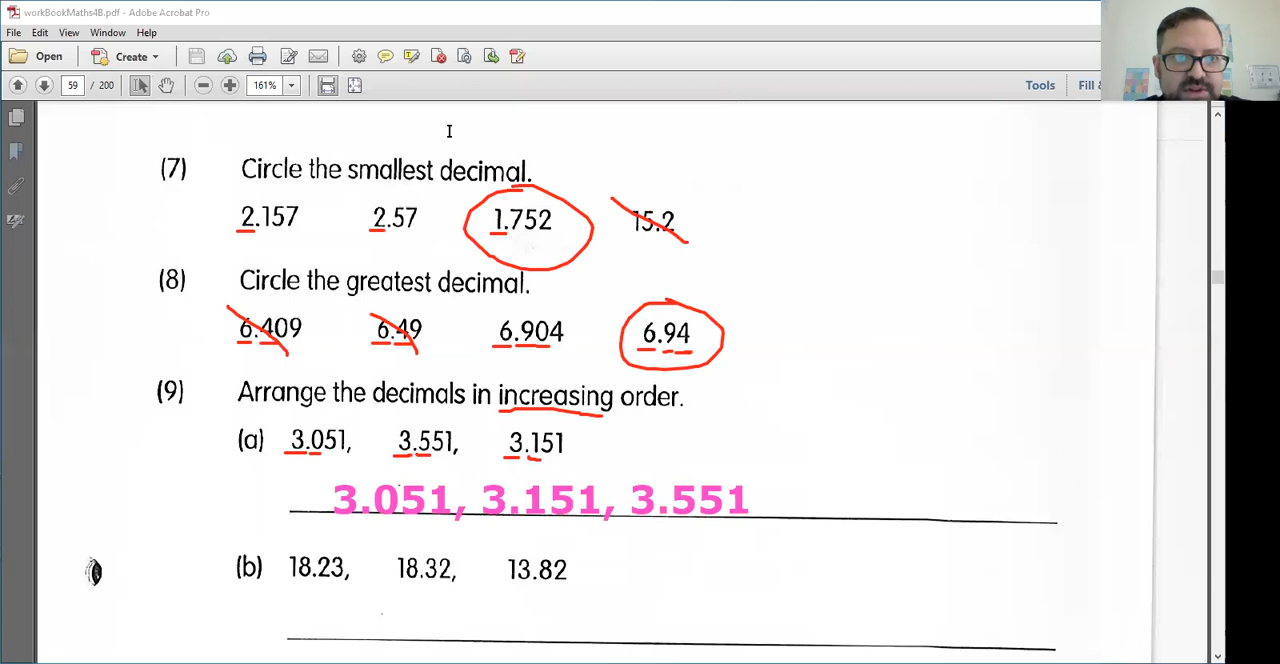 workBookMaths4B.pdf - Adobe Acrobat Pro
File Edit View Window Help
Open Create
59 / 200 161% Tools Fill &
(7) Circle the smallest decimal.
2.157 2.57 1.752 15.2
(8) Circle the greatest decimal.
6.409 6.49 6.904 6.94
(9) Arrange the decimals in increasing order.
(a) 3.051, 3.551, 3.151
3.051, 3.151, 3.551
(b) 18.23, 18.32, 13.82